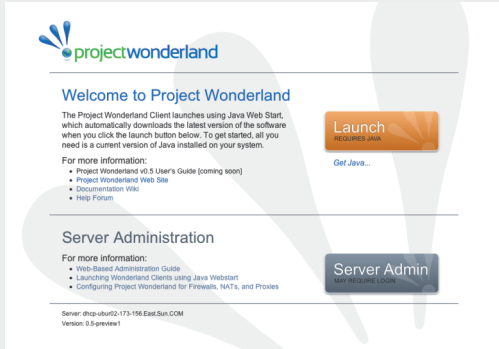 projectwonderland
Welcome to Project Wonderland
The Project Wonderland Client launches using Java Web Start,
which automatically downloads the latest version of the software
when you click the launch button below. To get started, all you
need is a current version of Java installed on your system.
Launch
REQUIRES JAVA
Get Java...
For more information:
Project Wonderland v0.5 User's Guide [coming soon]
Project Wonderland Web Site
Documentation Wiki
Help Forum
Server Administration
For more information:
Web-Based Administration Guide
Launching Wonderland Clients using Java Webstart
Configuring Project Wonderland for Firewalls, NATs, and Proxies
Server Admin
MAY REQUIRE LOGIN
Server: dhcp-ubur02-173-156.East.Sun.COM
Version: 0.5-preview1